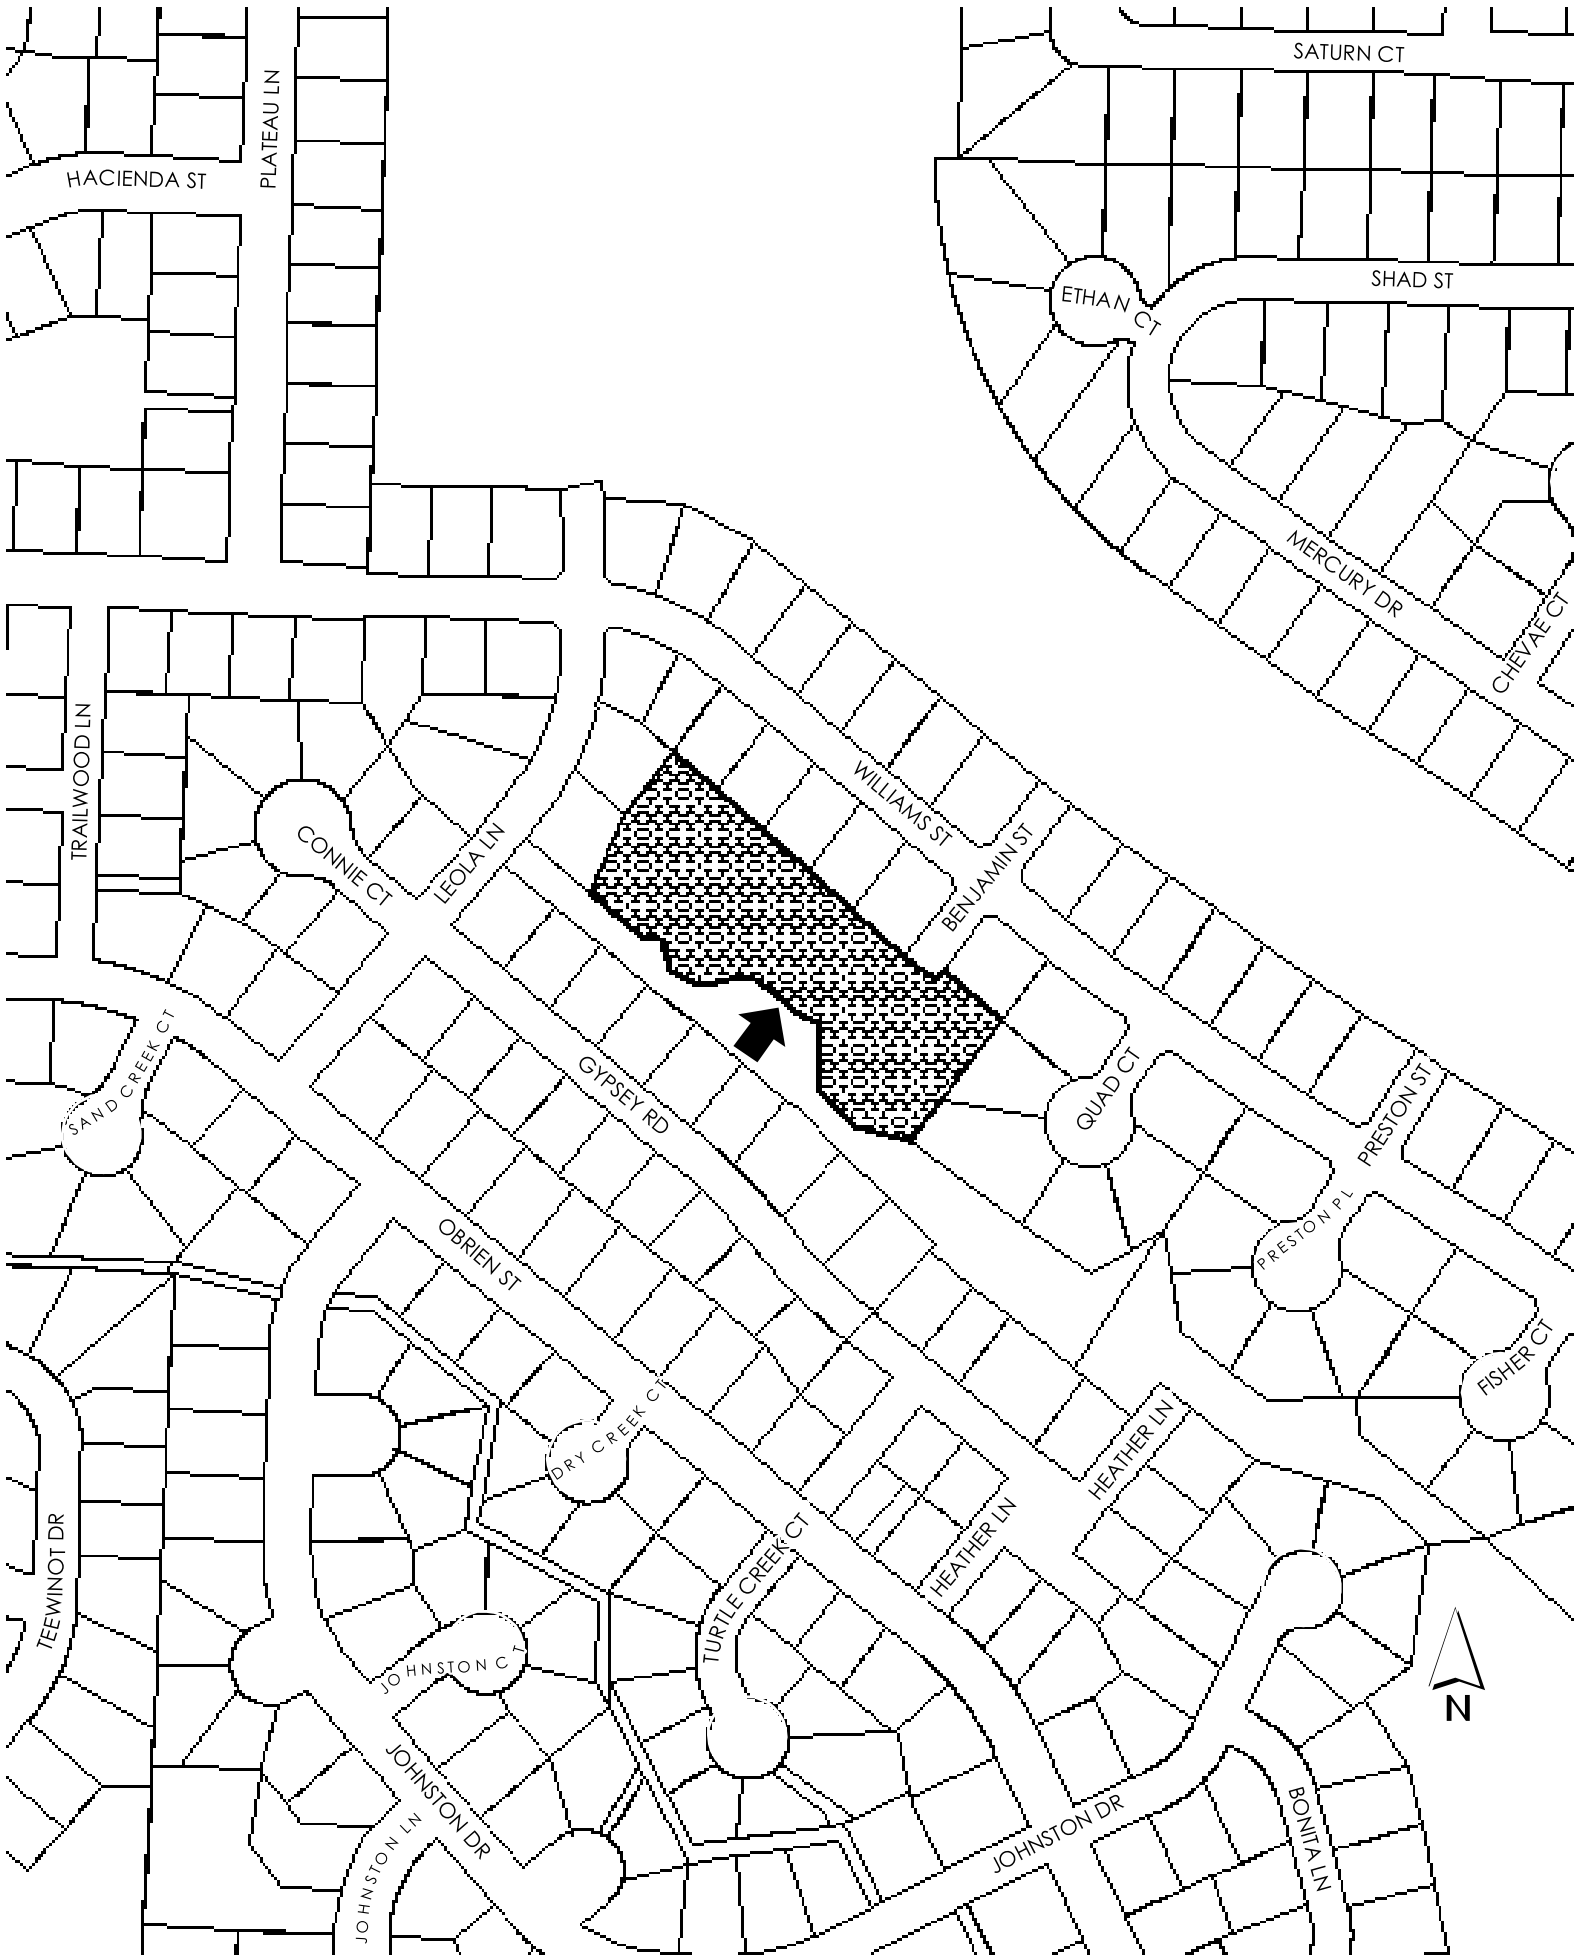 SATURN CT
PLATEAU LN
HACIENDA ST
SHAD ST
ETHAN CT
MERCURY DR
CHEVAE CT
TRAILWOOD LN
WILLIAMS ST
CONNIE CT
LEOLA LN
BENJAMIN ST
SAND CREEK CT
GYPSEY RD
QUAD CT
PRESTON ST
PRESTON PL
OBRIEN ST
FISHER CT
DRY CREEK CT
HEATHER LN
HEATHER LN
TEEWINOT DR
TURTLE CREEK CT
JOHNSTON CT
N
JOHNSTON DR
JOHNSTON LN
JOHNSTON DR
BONITA LN